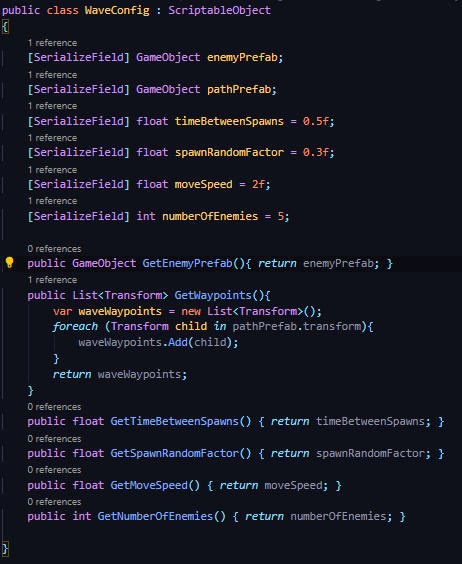 public class WaveConfig : ScriptableObject
{
1 reference
[SerializeField] GameObject enemyPrefab;
1 reference
[SerializeField] GameObject pathPrefab;
1 reference
[SerializeField] float timeBetweenSpawns = 0.5f;
1 reference
[SerializeField] float spawnRandomFactor = 0.3f;
1 reference
[SerializeField] float moveSpeed = 2f;
1 reference
[SerializeField] int numberOfEnemies = 5;
0 references
public GameObject GetEnemyPrefab(){ return enemyPrefab; }
1 reference
public List<Transform> GetWaypoints(){
var waveWaypoints = new List<Transform>();
foreach (Transform child in pathPrefab.transform){
waveWaypoints.Add(child);
}
return waveWaypoints;
}
0 references
public float GetTimeBetweenSpawns() { return timeBetweenSpawns; }
0 references
public float GetSpawnRandomFactor() { return spawnRandomFactor; }
0 references
public float GetMoveSpeed() { return moveSpeed; }
0 references
public int GetNumberOfEnemies() { return numberOfEnemies; }
}